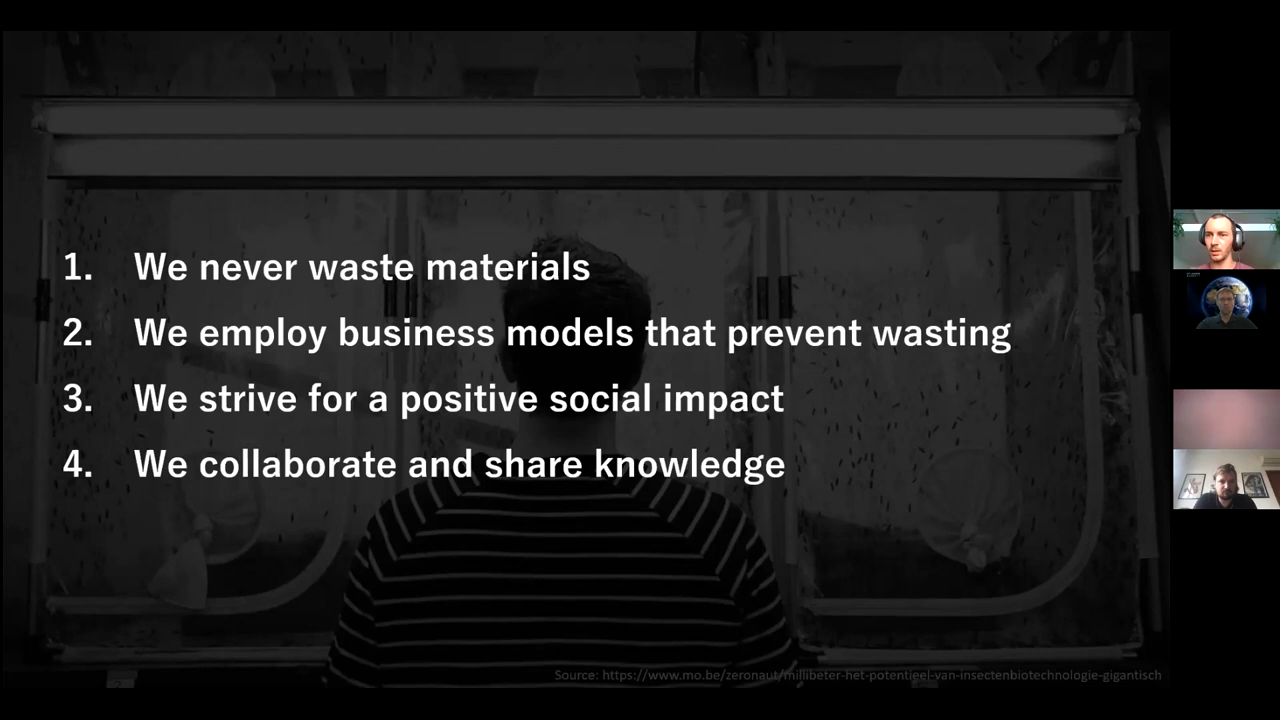 1. We never waste materials
2. We employ business models that prevent wasting
3. We strive for a positive social impact
4. We collaborate and share knowledge
Source: https://www.mo.be/zeronaut/millibeter-het-potentieel-van-insectenbiotechnologie-gigantisch